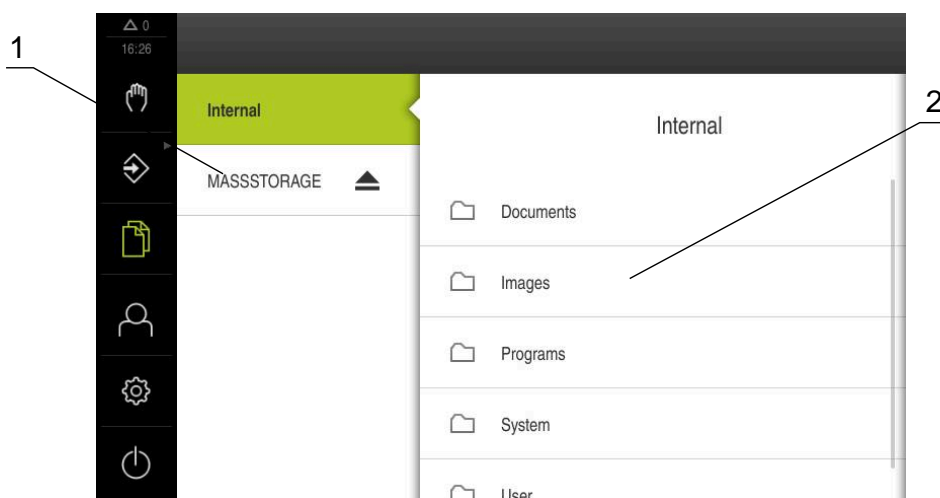 1
0
16:26
Internal
MASSSTORAGE
Internal
2
Documents
Images
Programs
System
User